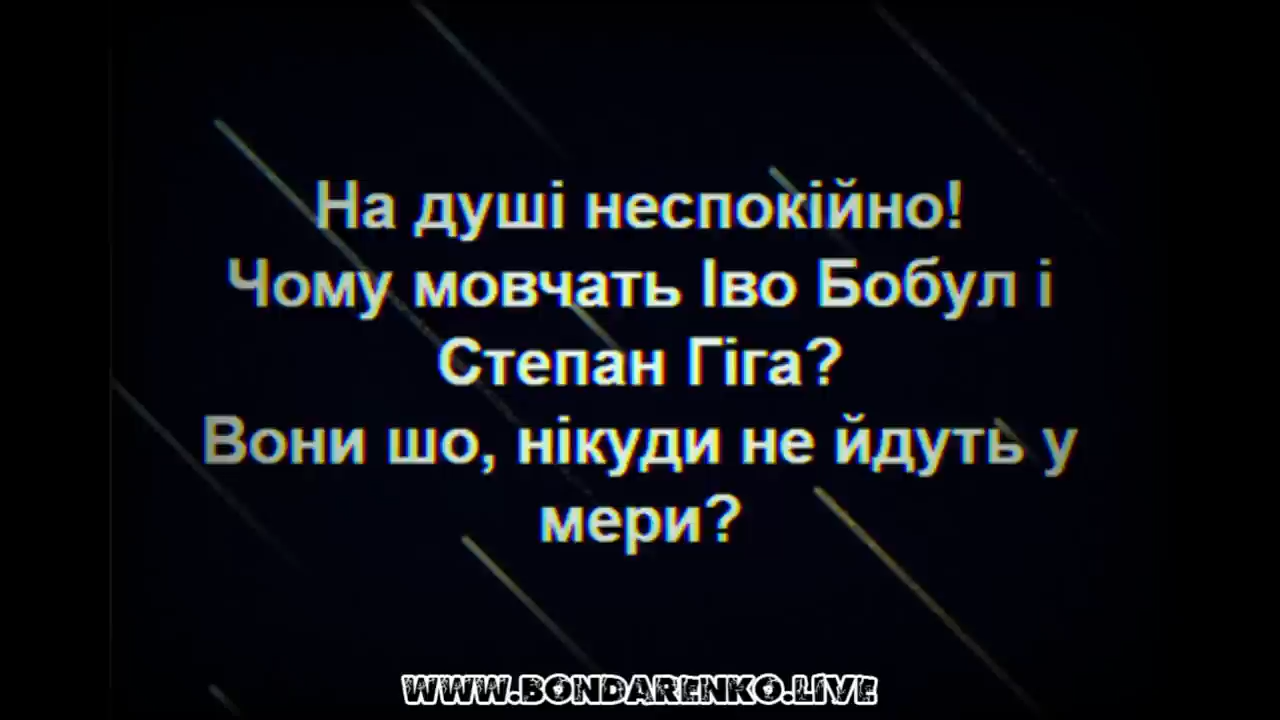 На душі неспокійно!
Чому мовчать Іво Бобул і
Степан Гіга?
Вони шо, нікуди не йдуть у
мери?
WWW.BONDARENKO.LIVE